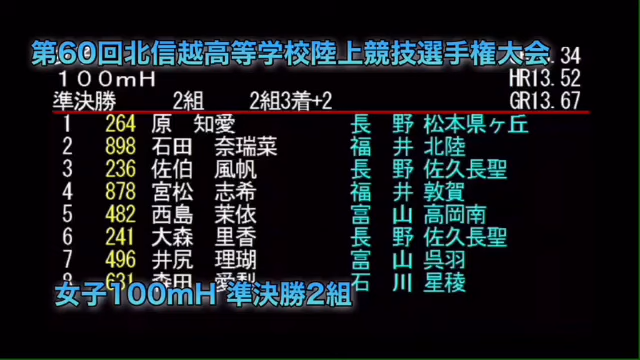 第60回北信越高等学校陸上競技選手権大会 .34
100mH HR13.52
準決勝 2組 2組3着+2 GR13.67
1 264 原 知愛 長 野 松本県ヶ丘
2 898 石田 奈瑞菜 福 井 北陸
3 236 佐伯 風帆 長 野 佐久長聖
4 878 宮松 志希 福 井 敦賀
5 482 西島 茉依 富 山 高岡南
6 241 大森 里香 長 野 佐久長聖
7 496 井尻 理瑚 富 山 呉羽
631 森田 愛梨 石 川 星稜
女子100mH 準決勝2組